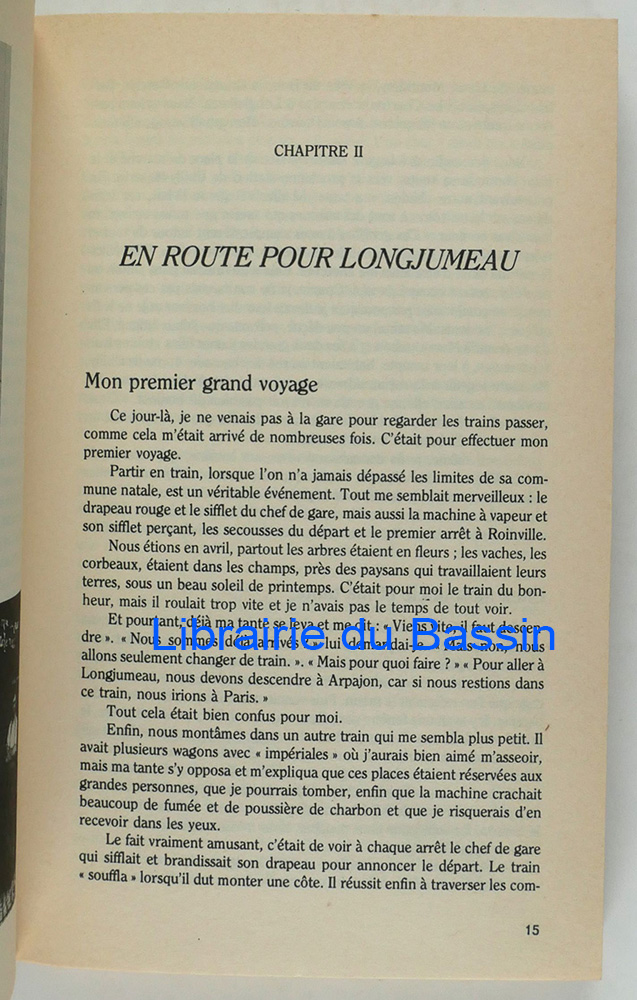 CHAPITRE II
EN ROUTE POUR LONGJUMEAU
Mon premier grand voyage
Ce jour-là, je ne venais pas à la gare pour regarder les trains passer,
comme cela m'était arrivé de nombreuses fois. C'était pour effectuer mon
premier voyage.
Partir en train, lorsque l'on n'a jamais dépassé les limites de sa com-
mune natale, est un véritable événement. Tout me semblait merveilleux : le
drapeau rouge et le sifflet du chef de gare, mais aussi la machine à vapeur et
son sifflet perçant, les secousses du départ et le premier arrêt à Roinville.
Nous étions en avril, partout les arbres étaient en fleurs ; les vaches, les
corbeaux, étaient dans les champs, près des paysans qui travaillaient leurs
terres, sous un beau soleil de printemps. C'était pour moi le train du bon-
heur, mais il roulait trop vite et je n'avais pas le temps de tout voir.
Et pourtant, déjà ma tante se leva et me dit : « Viens vite, il faut descen-
dre ». « Nous sommes déjà arrivés ? » lui demandai-je. « Mais non, nous
Librairie du Bassin
allons seulement changer de train. ». « Mais pour quoi faire ? » « Pour aller à
Longjumeau, nous devons descendre à Arpajon, car si nous restions dans
ce train, nous irions à Paris. »
Tout cela était bien confus pour moi.
Enfin, nous montâmes dans un autre train qui me sembla plus petit. Il
avait plusieurs wagons avec « impériales » où j'aurais bien aimé m'asseoir,
mais ma tante s'y opposa et m'expliqua que ces places étaient réservées aux
grandes personnes, que je pourrais tomber, enfin que la machine crachait
beaucoup de fumée et de poussière de charbon et que je risquerais d'en
recevoir dans les yeux.
Le fait vraiment amusant, c'était de voir à chaque arrêt le chef de gare
qui sifflait et brandissait son drapeau pour annoncer le départ. Le train
« souffla » lorsqu'il dut monter une côte. Il réussit enfin à traverser les com-
15